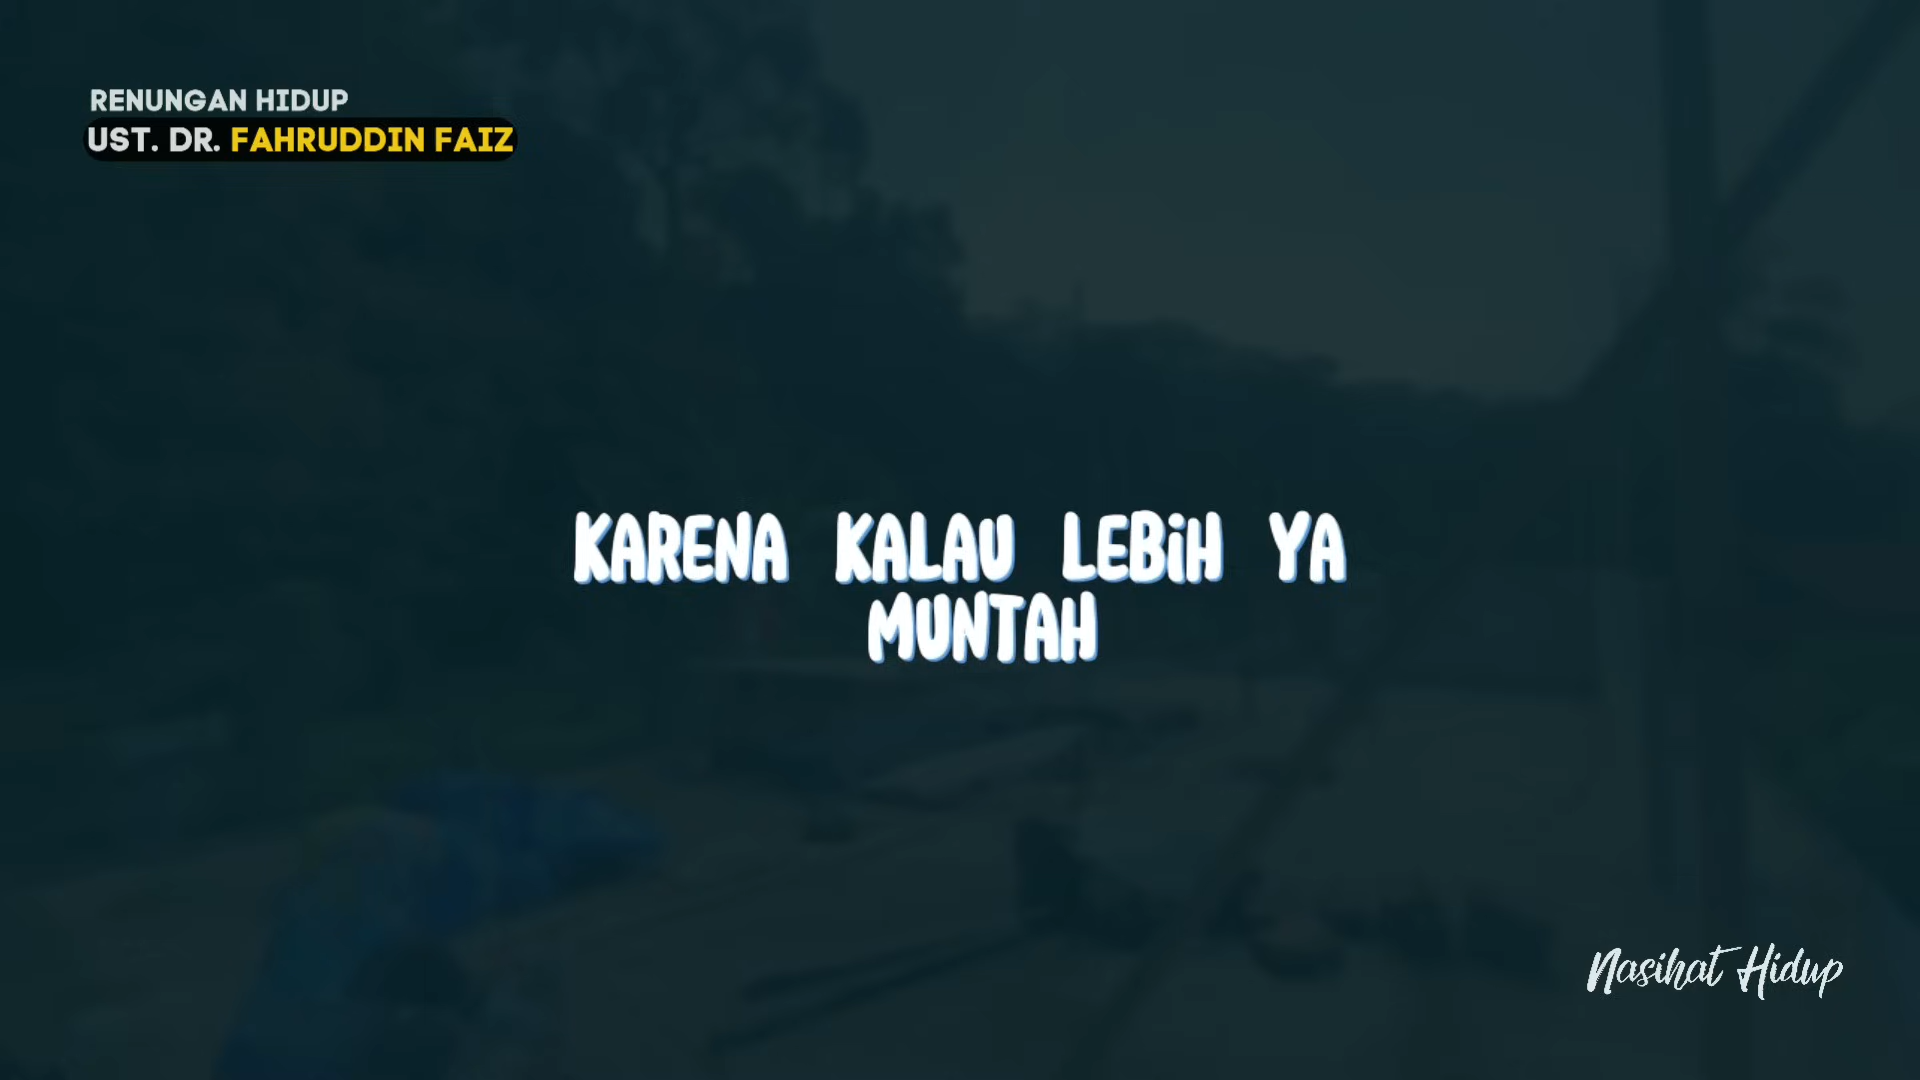 RENUNGAN HIDUP
UST. DR. FAHRUDDIN FAIZ
KARENA KALAU LEBiH YA
MUNTAH
Nasihat Hidup